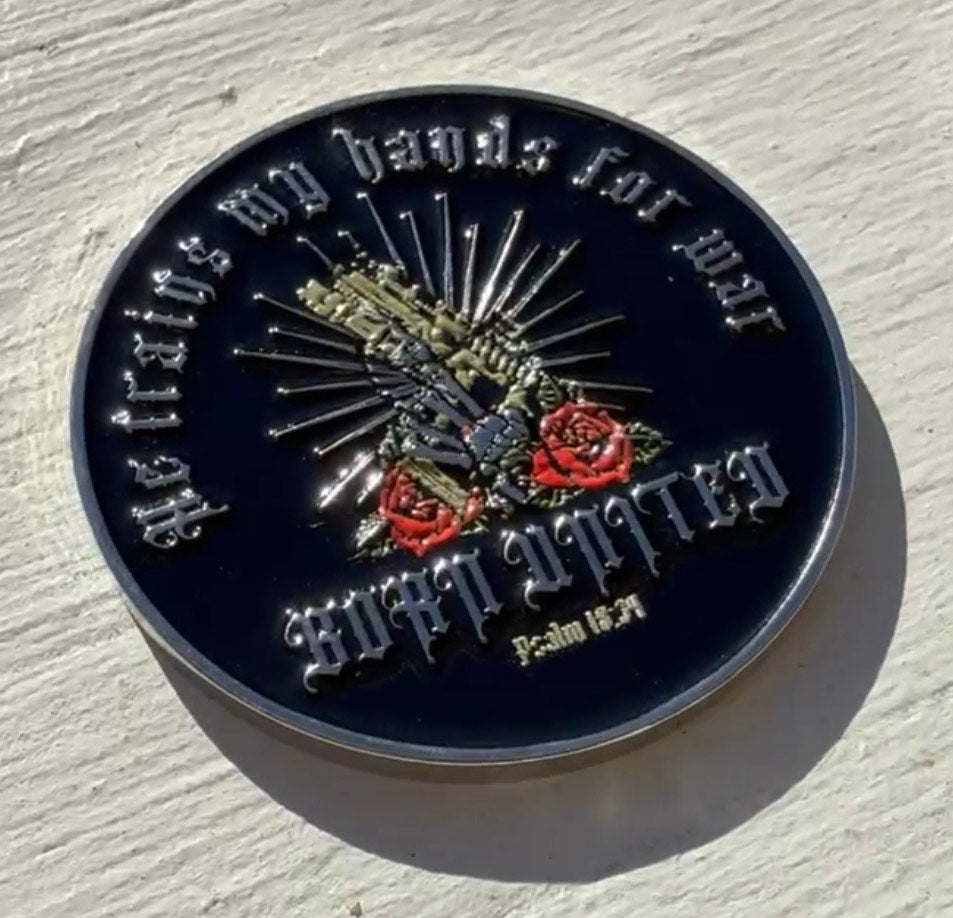 He trains my hands for war
BORN UNITED
Psalm 18:34